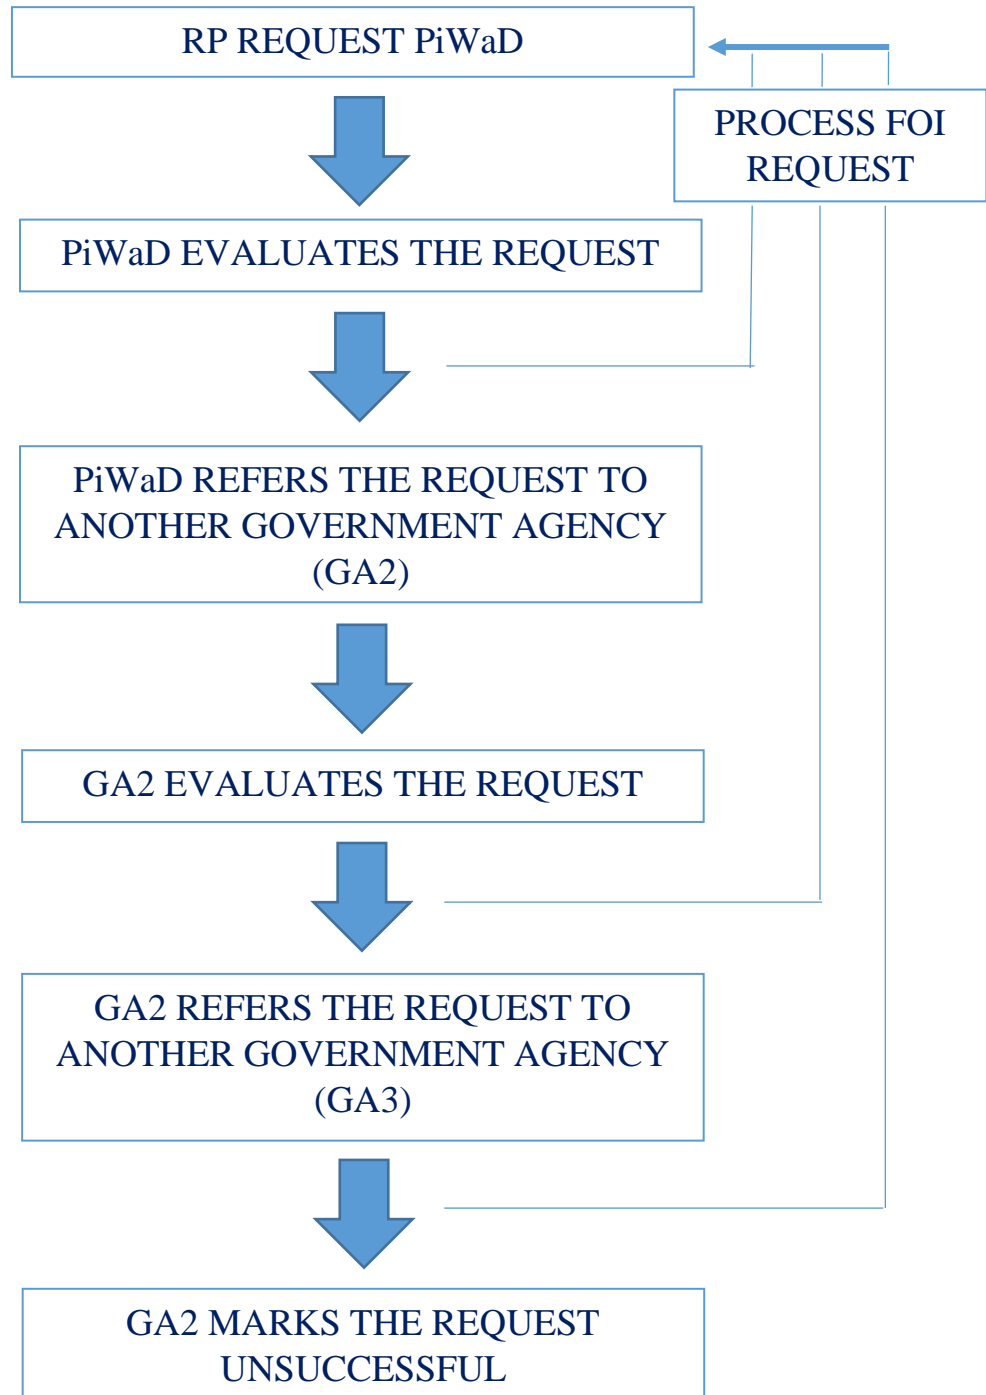 RP REQUEST PiWaD
PROCESS FOI
REQUEST
PiWaD EVALUATES THE REQUEST
PiWaD REFERS THE REQUEST TO
ANOTHER GOVERNMENT AGENCY
(GA2)
GA2 EVALUATES THE REQUEST
GA2 REFERS THE REQUEST TO
ANOTHER GOVERNMENT AGENCY
(GA3)
GA2 MARKS THE REQUEST
UNSUCCESSFUL